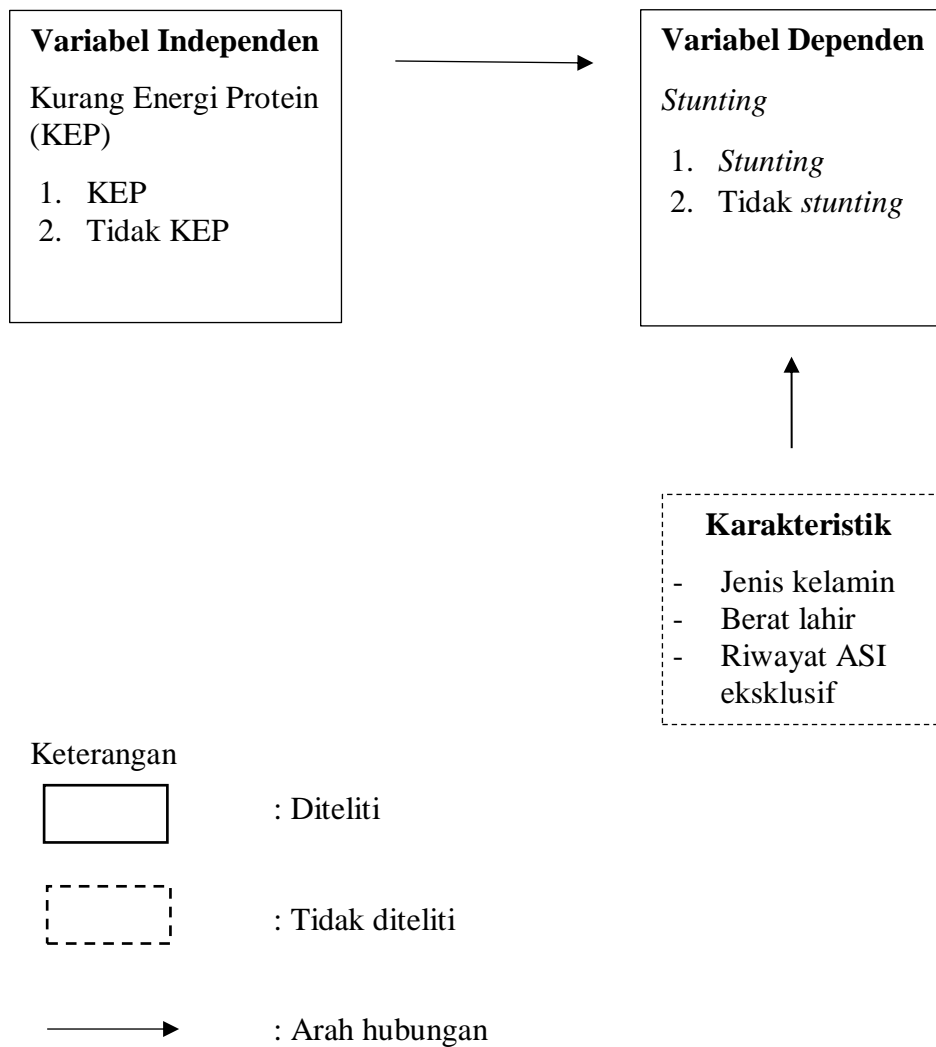 Variabel Independen
Kurang Energi Protein
(KEP)
1. KEP
2. Tidak KEP
Variabel Dependen
Stunting
1. Stunting
2. Tidak stunting
Karakteristik
- Jenis kelamin
- Berat lahir
- Riwayat ASI
eksklusif
Keterangan
: Diteliti
: Tidak diteliti
: Arah hubungan